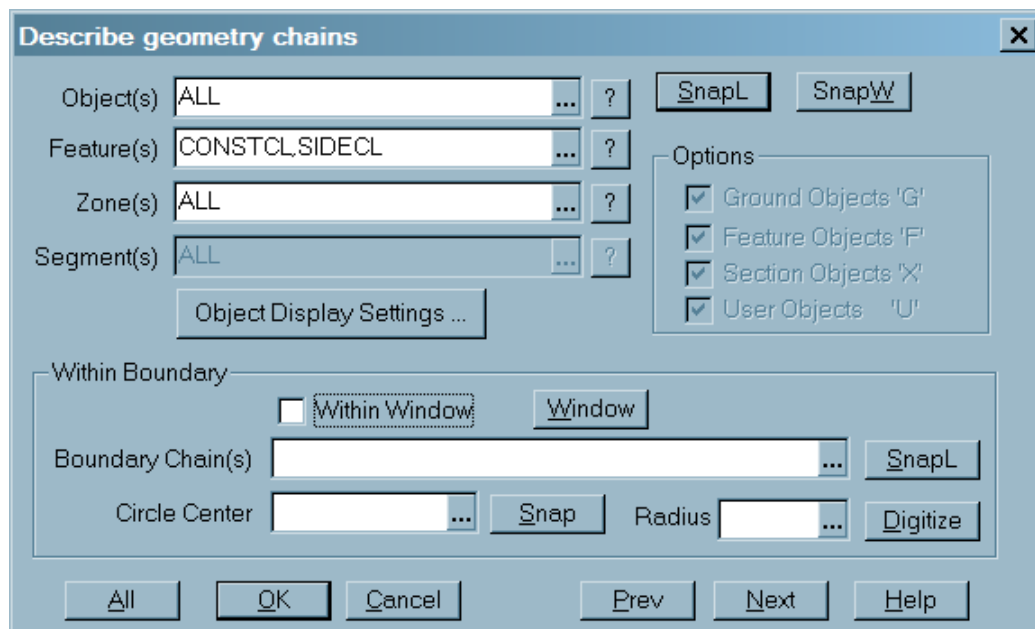 Describe geometry chains
Object(s) ALL ... ? SnapL SnapW
Feature(s) CONSTCL,SIDECL ... ? Options
Zone(s) ALL ... ? Ground Objects 'G'
Segment(s) ALL ... ? Feature Objects 'F'
Section Objects 'X'
Object Display Settings ... User Objects 'U'
Within Boundary
Within Window Window
Boundary Chain(s) ... SnapL
Circle Center ... Snap Radius ... Digitize
All OK Cancel Prev Next Help